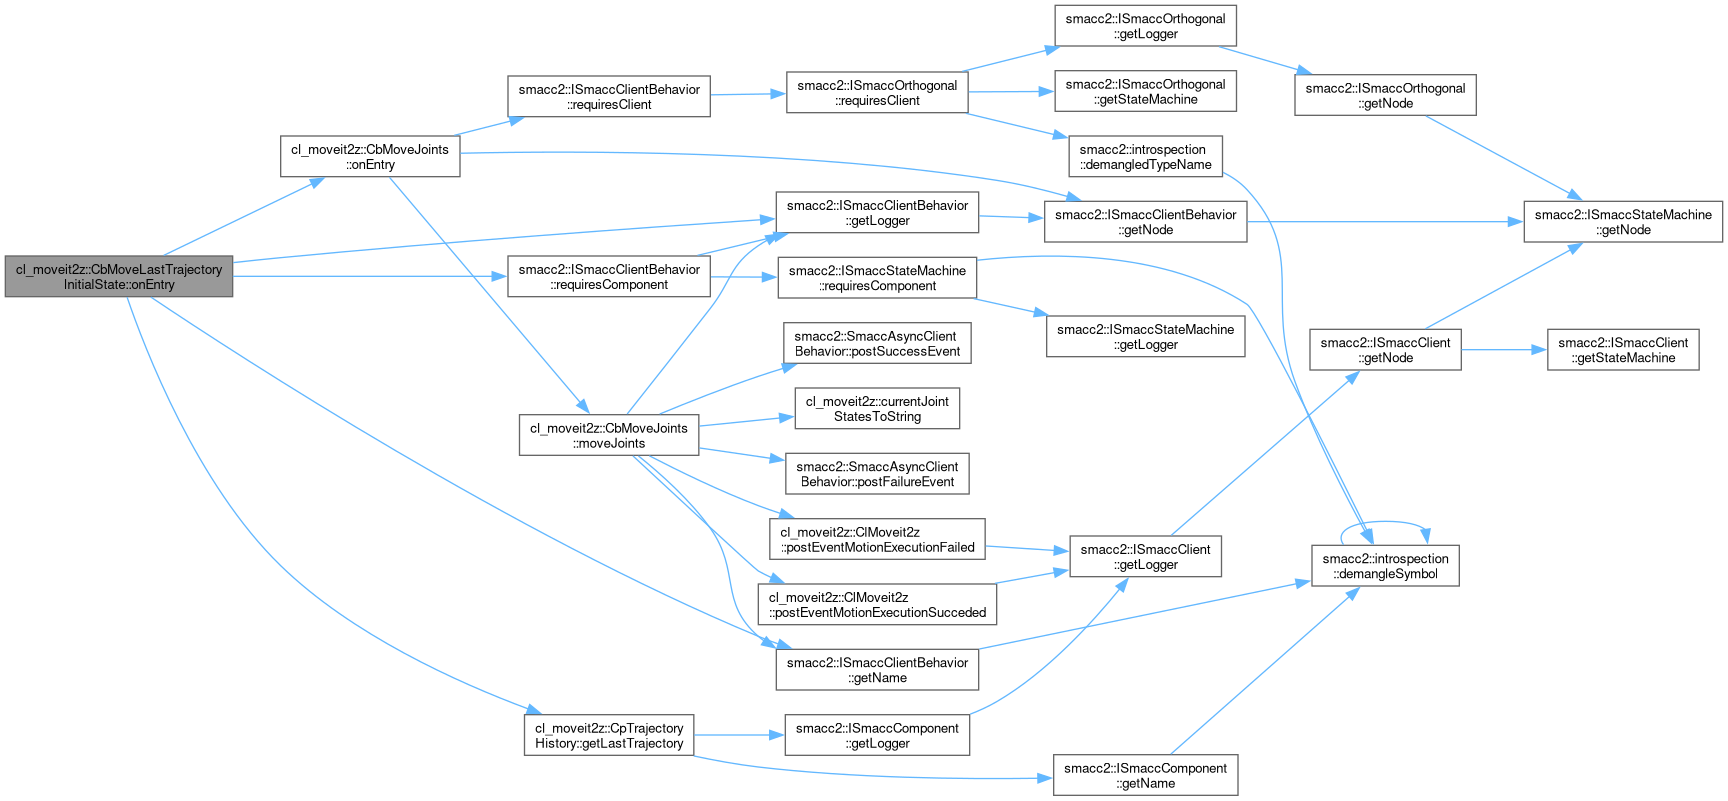 cl_moveit2z::CbMoveLastTrajectory
InitialState::onEntry
cl_moveit2z::CbMoveJoints
::onEntry
smacc2::ISmaccClientBehavior
::requiresClient
smacc2::ISmaccOrthogonal
::requiresClient
smacc2::ISmaccOrthogonal
::getLogger
smacc2::ISmaccOrthogonal
::getStateMachine
smacc2::introspection
::demangledTypeName
smacc2::ISmaccOrthogonal
::getNode
smacc2::ISmaccClientBehavior
::getLogger
smacc2::ISmaccClientBehavior
::getNode
smacc2::ISmaccStateMachine
::getNode
smacc2::ISmaccClientBehavior
::requiresComponent
smacc2::ISmaccStateMachine
::requiresComponent
smacc2::ISmaccStateMachine
::getLogger
smacc2::SmaccAsyncClient
Behavior::postSuccessEvent
cl_moveit2z::currentJoint
StatesToString
cl_moveit2z::CbMoveJoints
::moveJoints
smacc2::SmaccAsyncClient
Behavior::postFailureEvent
cl_moveit2z::ClMoveit2z
::postEventMotionExecutionFailed
cl_moveit2z::ClMoveit2z
::postEventMotionExecutionSucceded
smacc2::ISmaccClient
::getLogger
smacc2::ISmaccClient
::getNode
smacc2::ISmaccClient
::getStateMachine
smacc2::introspection
::demangleSymbol
smacc2::ISmaccClientBehavior
::getName
cl_moveit2z::CpTrajectory
History::getLastTrajectory
smacc2::ISmaccComponent
::getLogger
smacc2::ISmaccComponent
::getName